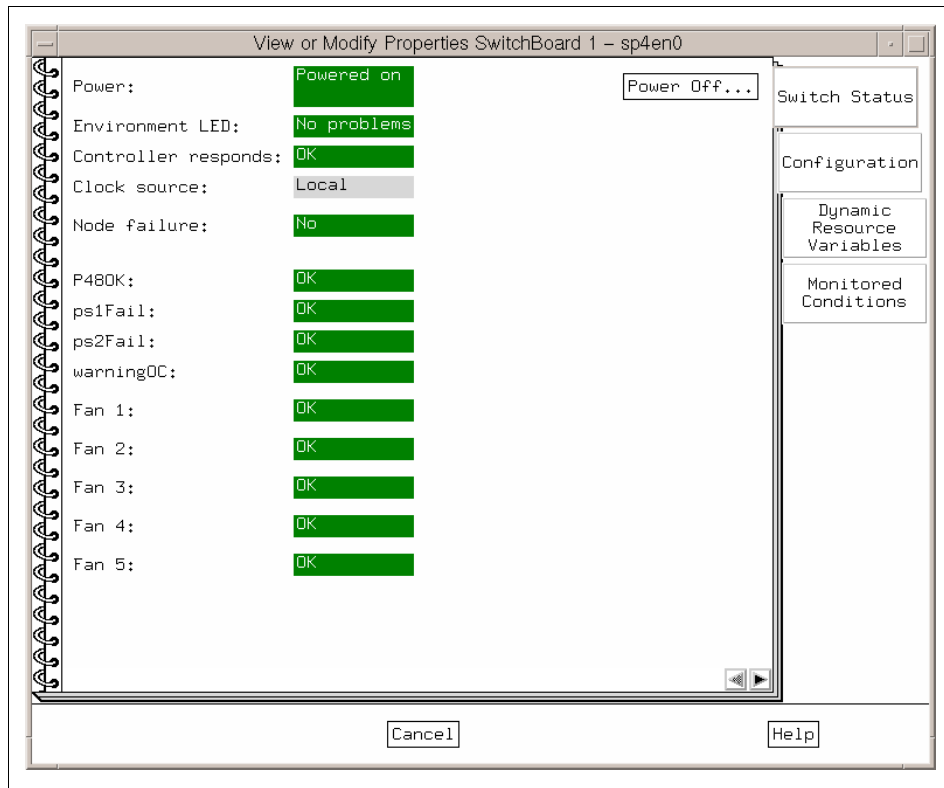 View or Modify Properties SwitchBoard 1 – sp4en0
Power: Powered on Power Off...
Environment LED: No problems
Controller responds: OK
Clock source: Local
Node failure: No
P48OK: OK
ps1Fail: OK
ps2Fail: OK
warningOC: OK
Fan 1: OK
Fan 2: OK
Fan 3: OK
Fan 4: OK
Fan 5: OK
Switch Status
Configuration
Dynamic
Resource
Variables
Monitored
Conditions
Cancel Help